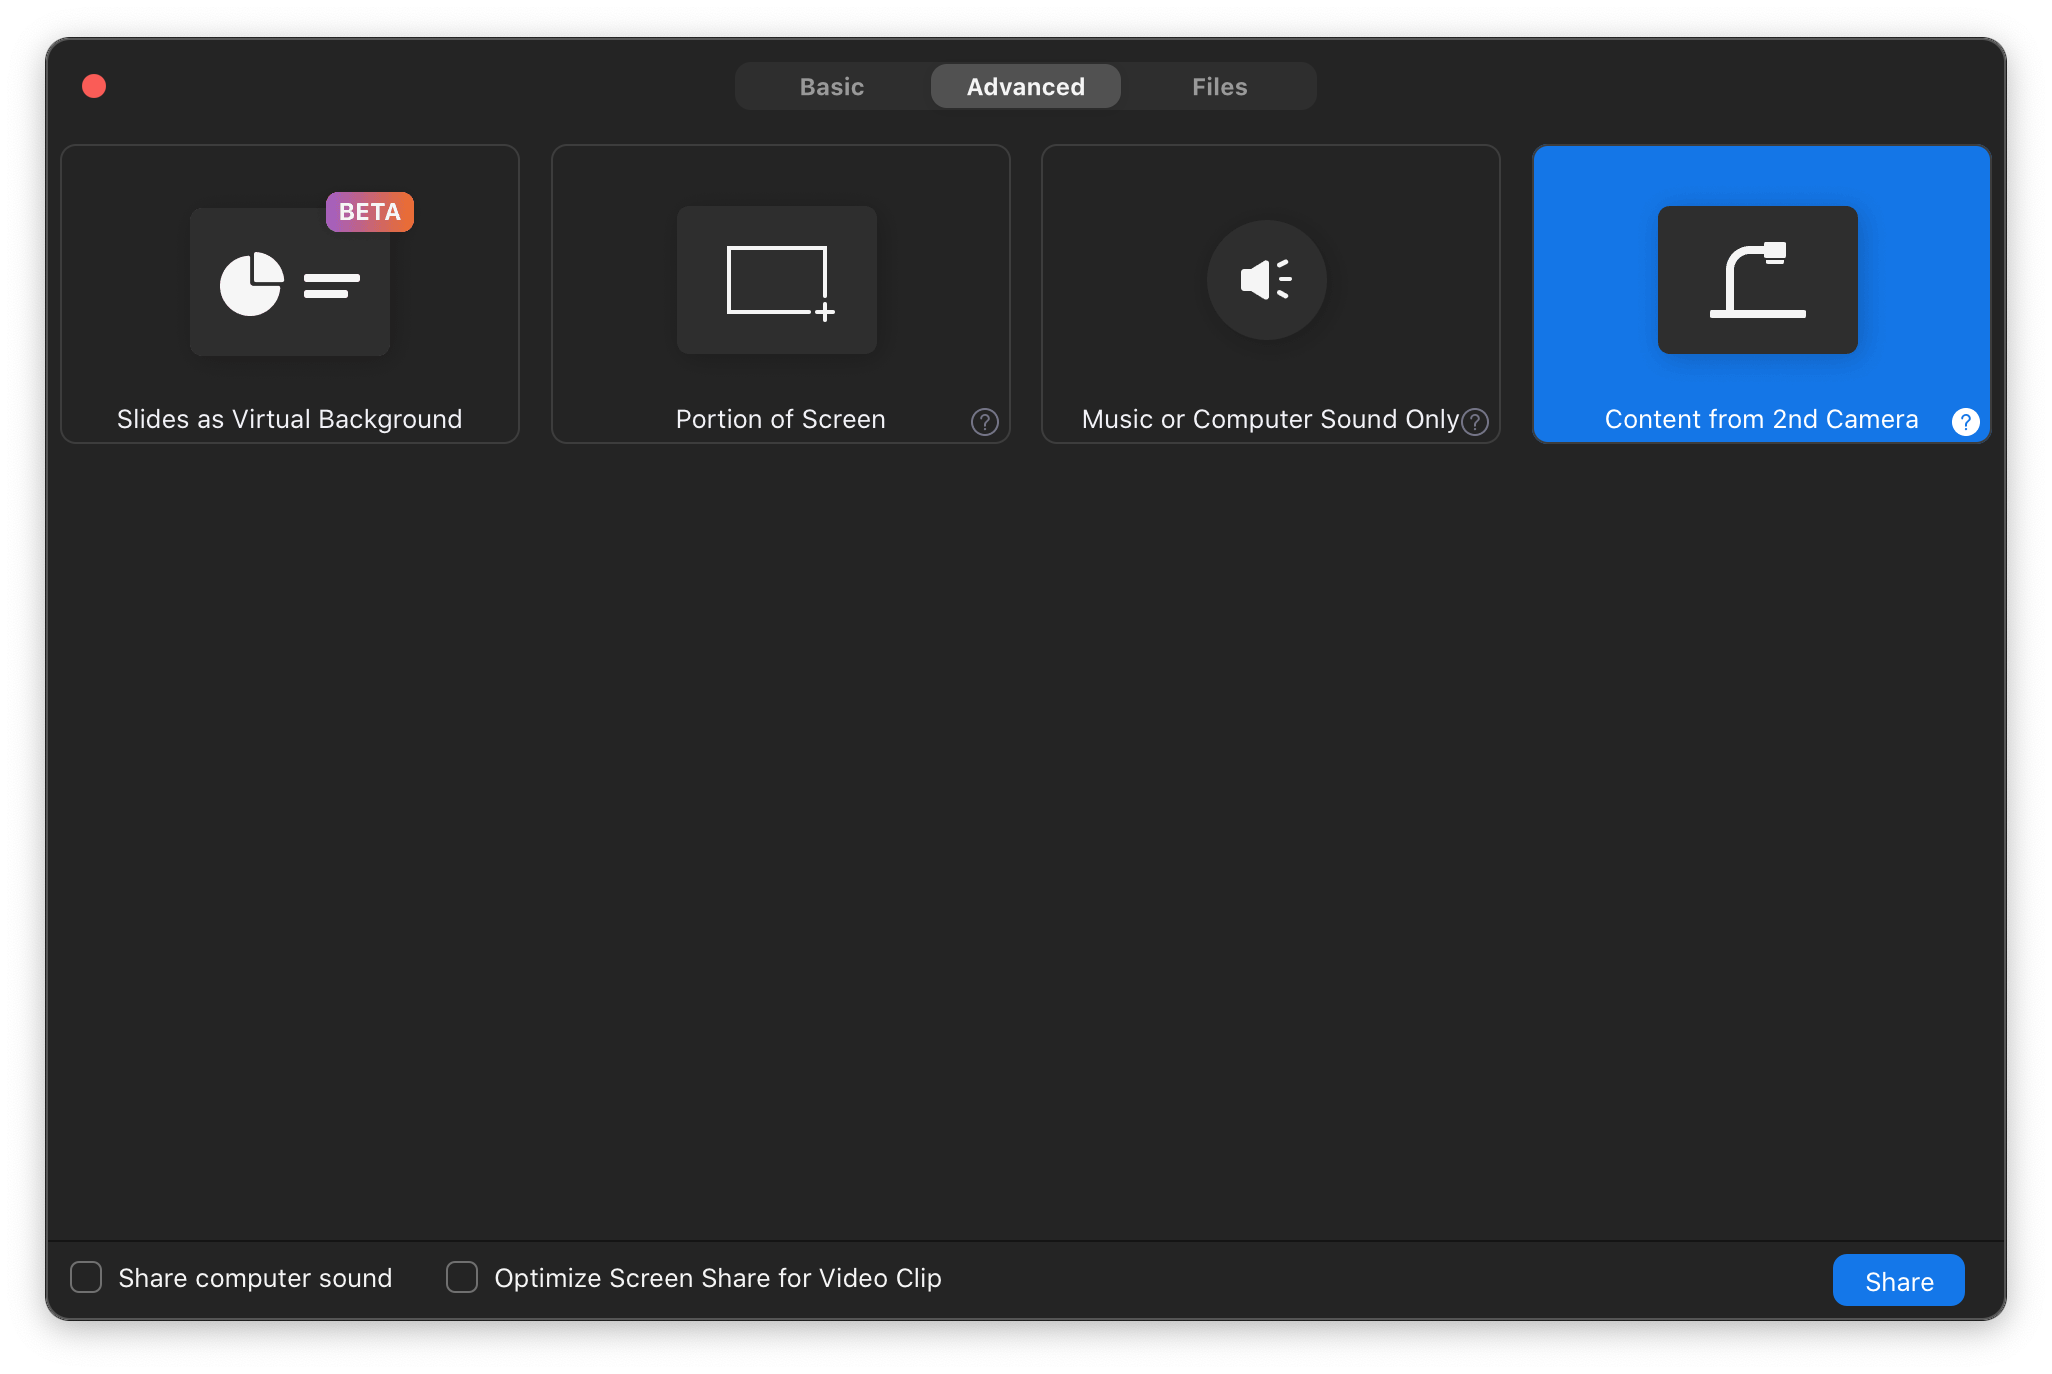 Basic Advanced Files
BETA
Slides as Virtual Background
Portion of Screen ?
Music or Computer Sound Only ?
Content from 2nd Camera ?
Share computer sound Optimize Screen Share for Video Clip Share